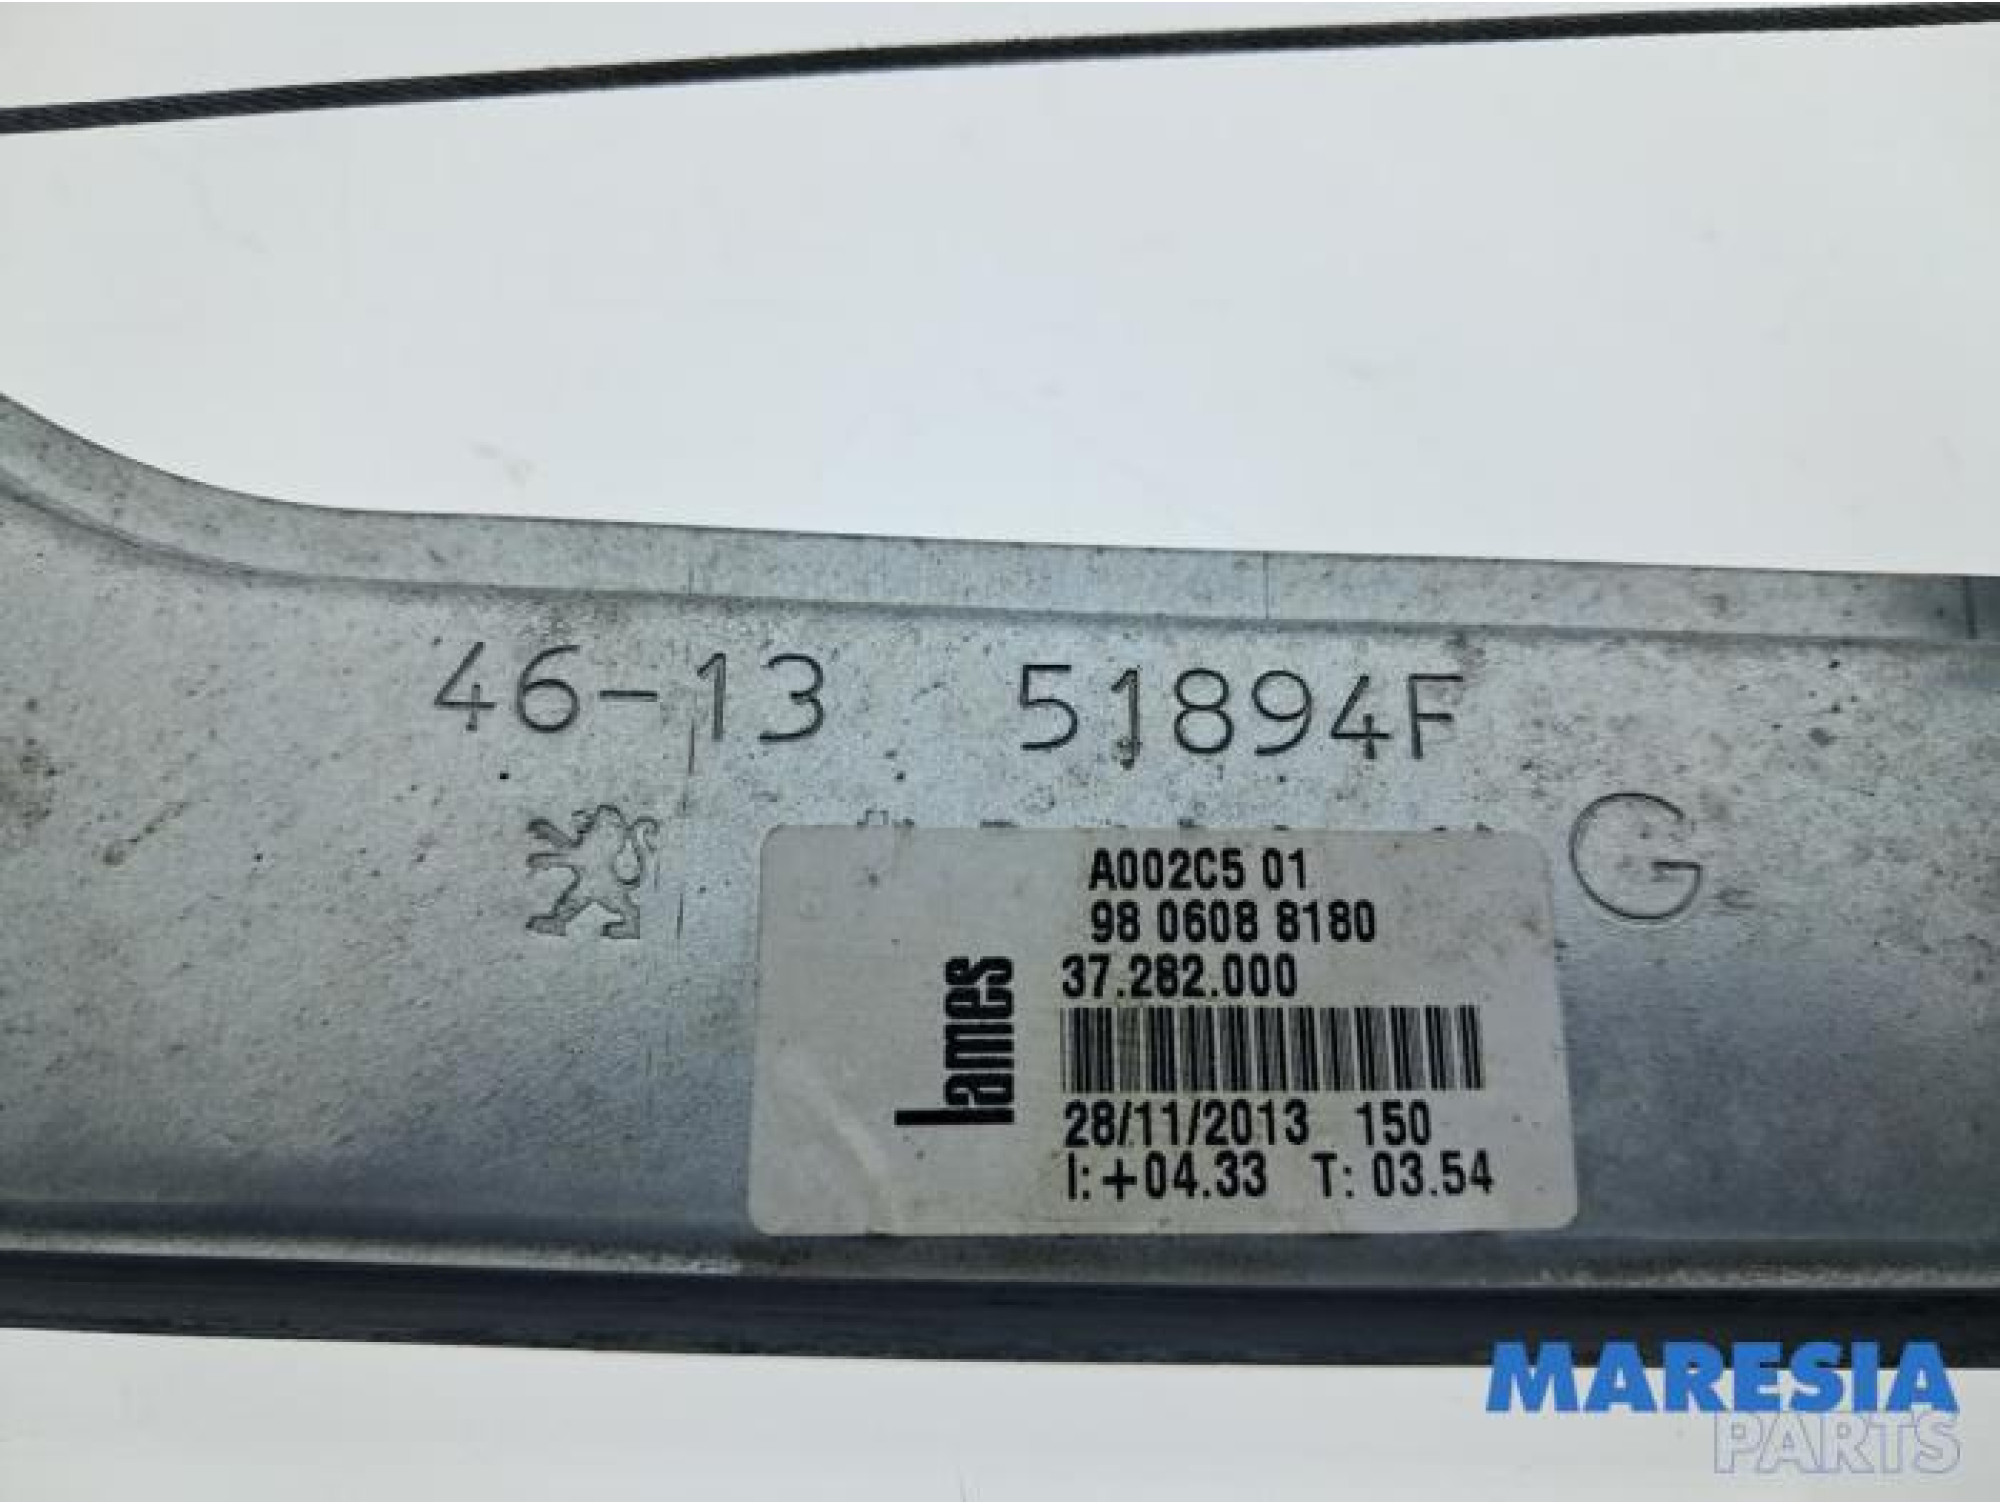 46-13 51894F
G
A002C5 01
98 0608 8180
lames
37.282.000
28/11/2013 150
I: +04.33 T: 03.54
MARESIA
PARTS